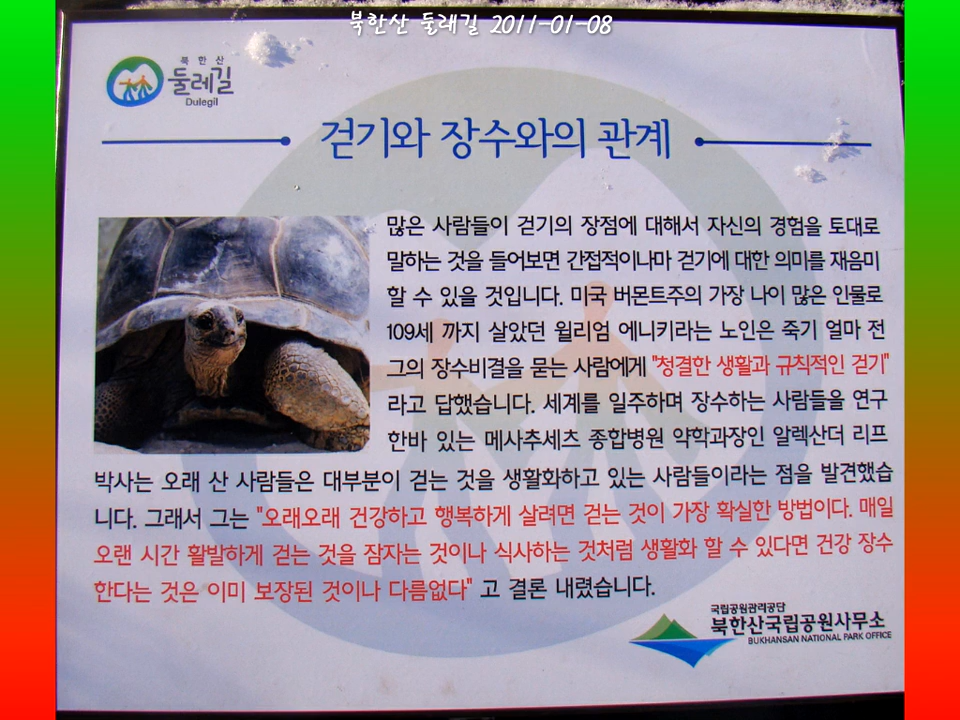 북한산 둘래길 2011-01-08
북한산
둘레길
Dulegil
걷기와 장수와의 관계
많은 사람들이 걷기의 장점에 대해서 자신의 경험을 토대로
말하는 것을 들어보면 간접적이나마 걷기에 대한 의미를 재음미
할 수 있을 것입니다. 미국 버몬트주의 가장 나이 많은 인물로
109세 까지 살았던 윌리엄 에니키라는 노인은 죽기 얼마 전
그의 장수비결을 묻는 사람에게 "청결한 생활과 규칙적인 걷기"
라고 답했습니다. 세계를 일주하며 장수하는 사람들을 연구
한바 있는 메사추세츠 종합병원 약학과장인 알렉산더 리프
박사는 오래 산 사람들은 대부분이 걷는 것을 생활화하고 있는 사람들이라는 점을 발견했습
니다. 그래서 그는 "오래오래 건강하고 행복하게 살려면 걷는 것이 가장 확실한 방법이다. 매일
오랜 시간 활발하게 걷는 것을 잠자는 것이나 식사하는 것처럼 생활화 할 수 있다면 건강 장수
한다는 것은 이미 보장된 것이나 다름없다" 고 결론 내렸습니다.
국립공원관리공단
북한산국립공원사무소
BUKHANSAN NATIONAL PARK OFFICE